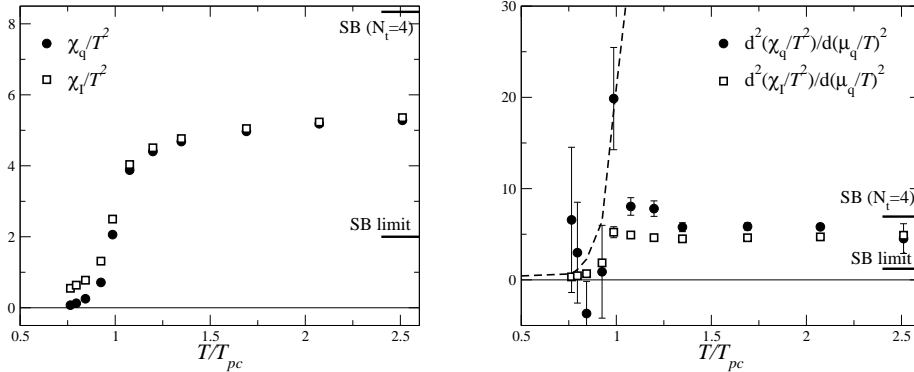 8
6
4
2
0
0.5
1
1.5
2
2.5
T/T_pc
SB (N_t=4)
SB limit
χ_q/T^2
χ_I/T^2
30
20
10
0
0.5
1
1.5
2
2.5
T/T_pc
d^2(χ_q/T^2)/d(μ_q/T)^2
d^2(χ_I/T^2)/d(μ_q/T)^2
SB (N_t=4)
SB limit